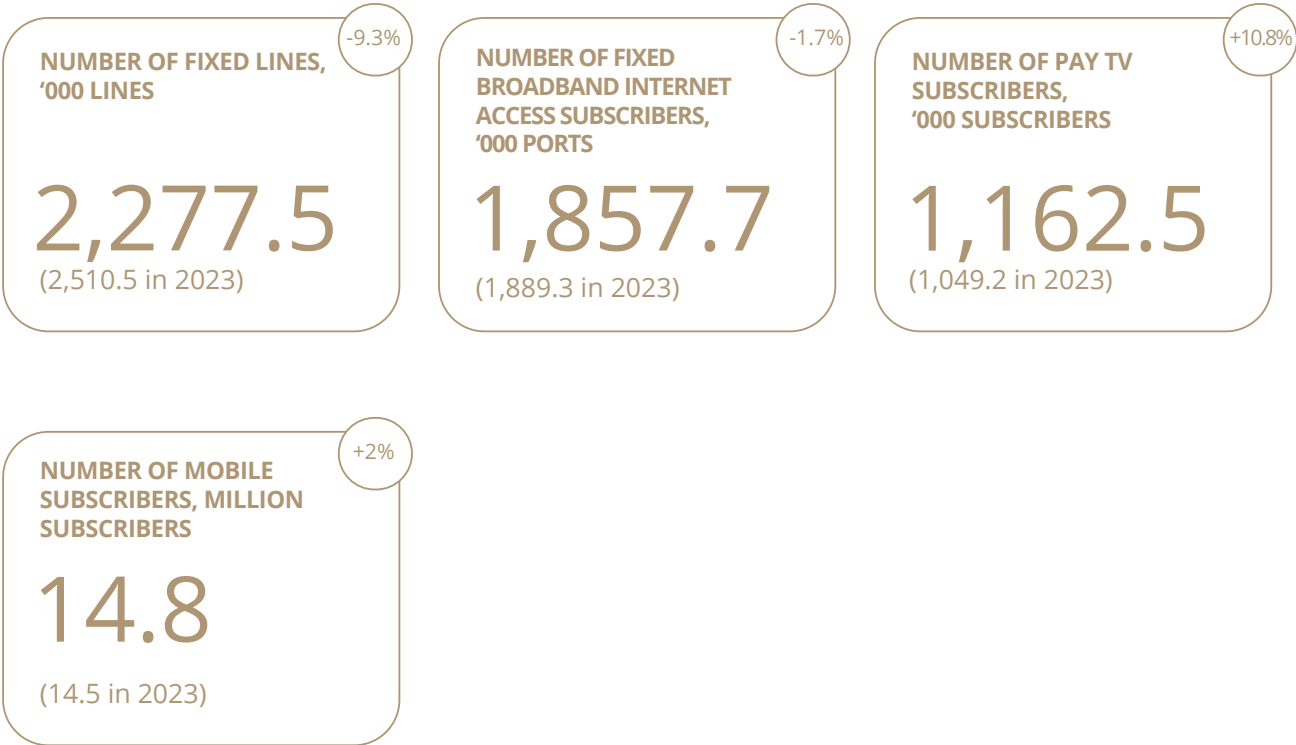 -9.3%
NUMBER OF FIXED LINES,
‘000 LINES
2,277.5
(2,510.5 in 2023)
-1.7%
NUMBER OF FIXED
BROADBAND INTERNET
ACCESS SUBSCRIBERS,
‘000 PORTS
1,857.7
(1,889.3 in 2023)
+10.8%
NUMBER OF PAY TV
SUBSCRIBERS,
‘000 SUBSCRIBERS
1,162.5
(1,049.2 in 2023)
+2%
NUMBER OF MOBILE
SUBSCRIBERS, MILLION
SUBSCRIBERS
14.8
(14.5 in 2023)